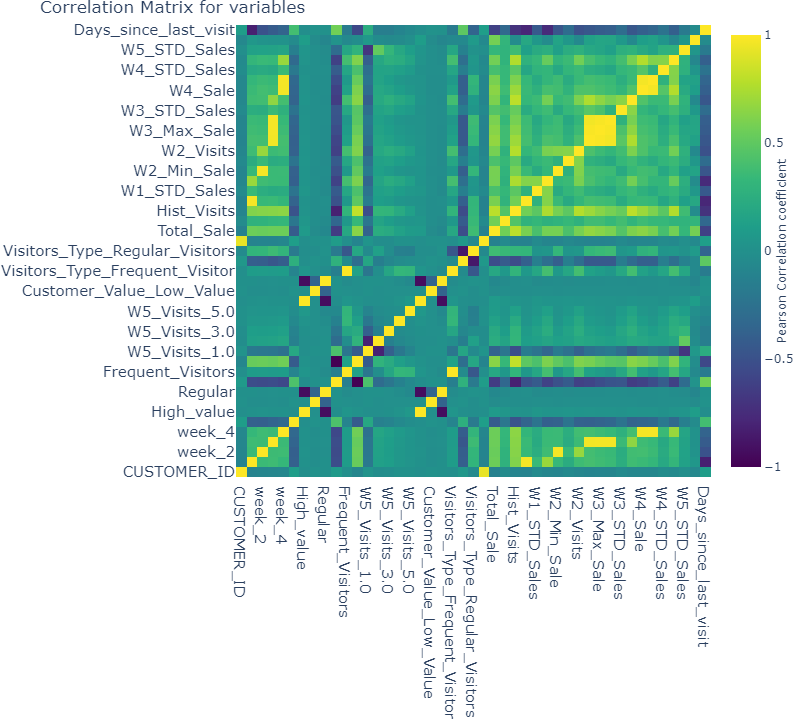 Correlation Matrix for variables
Days_since_last_visit
W5_STD_Sales
W4_STD_Sales
W4_Sale
W3_STD_Sales
W3_Max_Sale
W2_Visits
W2_Min_Sale
W1_STD_Sales
Hist_Visits
Total_Sale
Visitors_Type_Regular_Visitors
Visitors_Type_Frequent_Visitor
Customer_Value_Low_Value
W5_Visits_5.0
W5_Visits_3.0
W5_Visits_1.0
Frequent_Visitors
Regular
High_value
week_4
week_2
CUSTOMER_ID
CUSTOMER_ID
week_2
week_4
High_value
Regular
Frequent_Visitors
W5_Visits_1.0
W5_Visits_3.0
W5_Visits_5.0
Customer_Value_Low_Value
Visitors_Type_Frequent_Visitor
Visitors_Type_Regular_Visitors
Total_Sale
Hist_Visits
W1_STD_Sales
W2_Min_Sale
W2_Visits
W3_Max_Sale
W3_STD_Sales
W4_Sale
W4_STD_Sales
W5_STD_Sales
Days_since_last_visit
1
0.5
0
−0.5
−1
Pearson Correlation coefficient